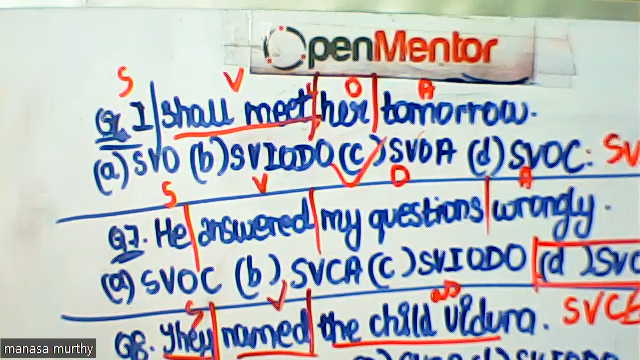 OpenMentor
S V O A
Q6. I shall meet her tomorrow.
(a) SVO (b) SVIODO (c) SVOA (d) SVOC: SV
S V O A
Q7. He answered my questions wrongly.
(a) SVOC (b) SVCA (c) SVIODO (d) SVO
S V SVC
Q8. They named the child Vidura.
manasa murthy